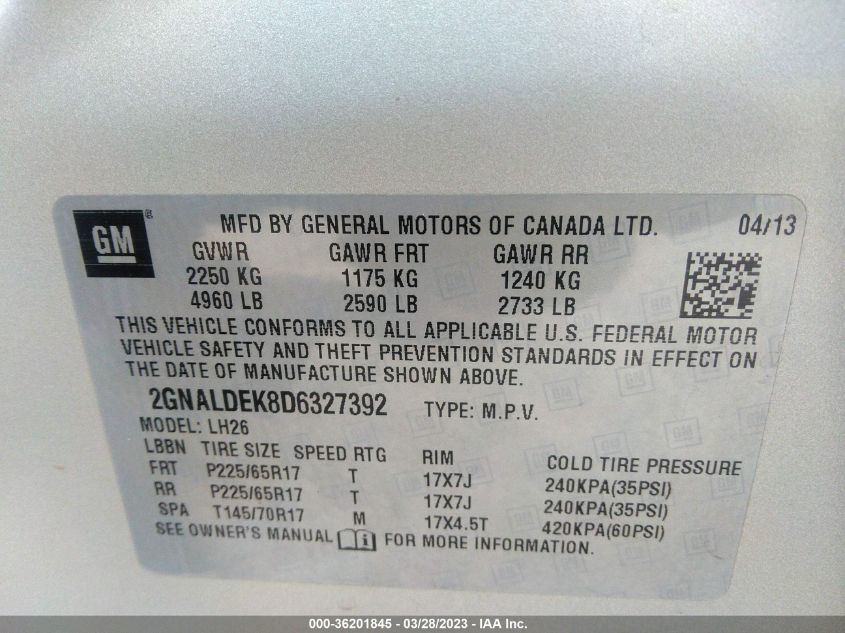 GM ® MFD BY GENERAL MOTORS OF CANADA LTD. 04/13
GVWR GAWR FRT GAWR RR
2250 KG 1175 KG 1240 KG
4960 LB 2590 LB 2733 LB
THIS VEHICLE CONFORMS TO ALL APPLICABLE U.S. FEDERAL MOTOR
VEHICLE SAFETY AND THEFT PREVENTION STANDARDS IN EFFECT ON
THE DATE OF MANUFACTURE SHOWN ABOVE.
2GNALDEK8D6327392 TYPE: M.P.V.
MODEL: LH26
LBBN TIRE SIZE SPEED RTG RIM COLD TIRE PRESSURE
FRT P225/65R17 T 17X7J 240KPA(35PSI)
RR P225/65R17 T 17X7J 240KPA(35PSI)
SPA T145/70R17 M 17X4.5T 420KPA(60PSI)
SEE OWNER'S MANUAL i FOR MORE INFORMATION.
000-36201845 - 03/28/2023 - IAA Inc.